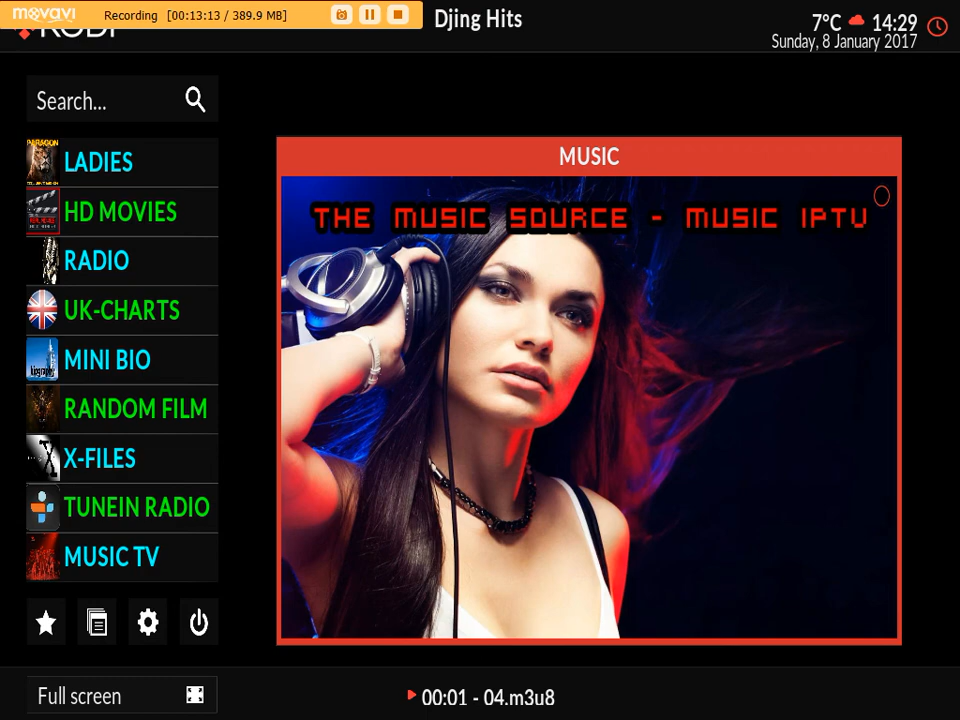 movavi Recording [00:13:13 / 389.9 MB]
KODI
Djing Hits
7°C 14:29
Sunday, 8 January 2017
Search...
MUSIC
THE MUSIC SOURCE - MUSIC IPTV
PARAGON
LADIES
HD MOVIES
RADIO
UK-CHARTS
MINI BIO
RANDOM FILM
X-FILES
TUNEIN RADIO
MUSIC TV
Full screen
00:01 - 04.m3u8